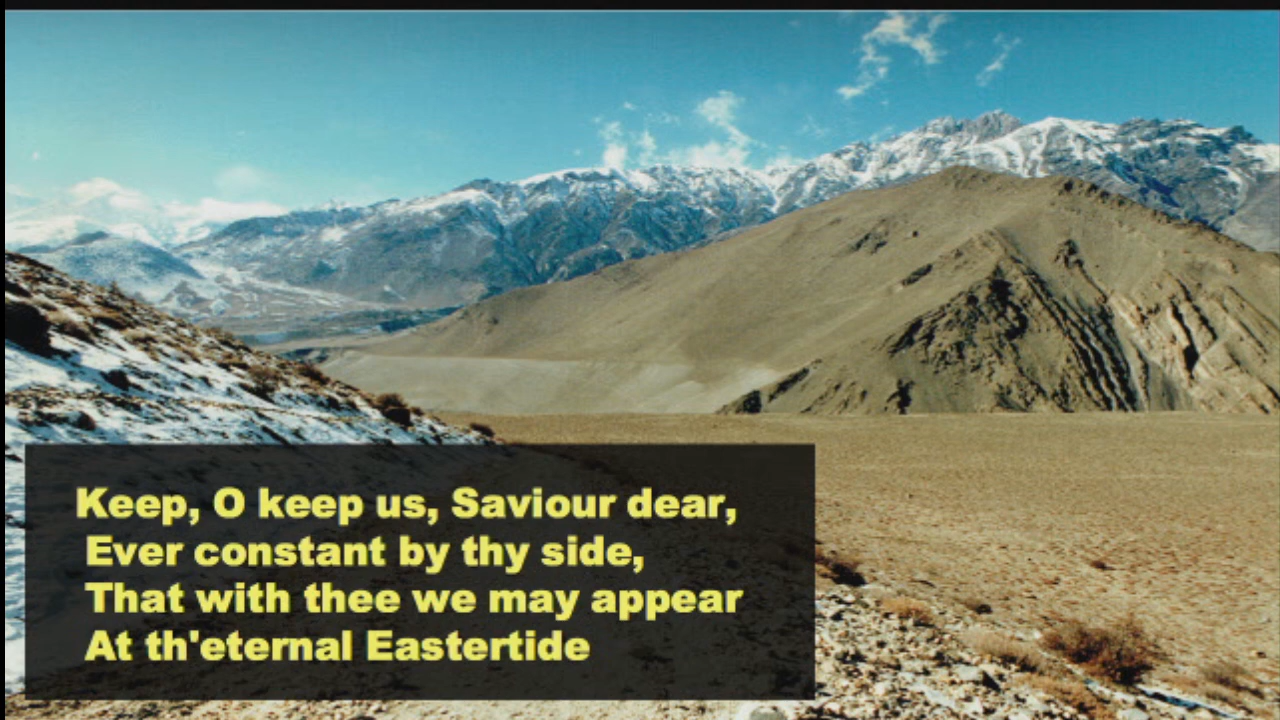 Keep, O keep us, Saviour dear,
Ever constant by thy side,
That with thee we may appear
At th'eternal Eastertide